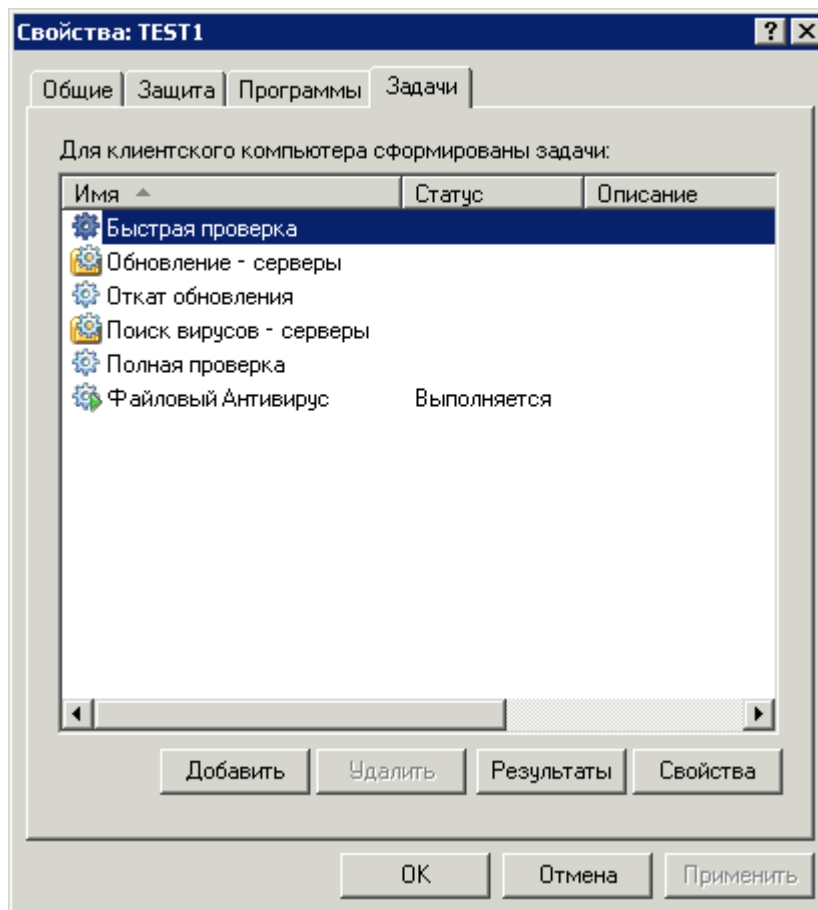 Свойства: TEST1
Общие Защита Программы Задачи
Для клиентского компьютера сформированы задачи:
Имя Статус Описание
Быстрая проверка
Обновление - серверы
Откат обновления
Поиск вирусов - серверы
Полная проверка
Файловый Антивирус Выполняется
Добавить Удалить Результаты Свойства
ОК Отмена Применить